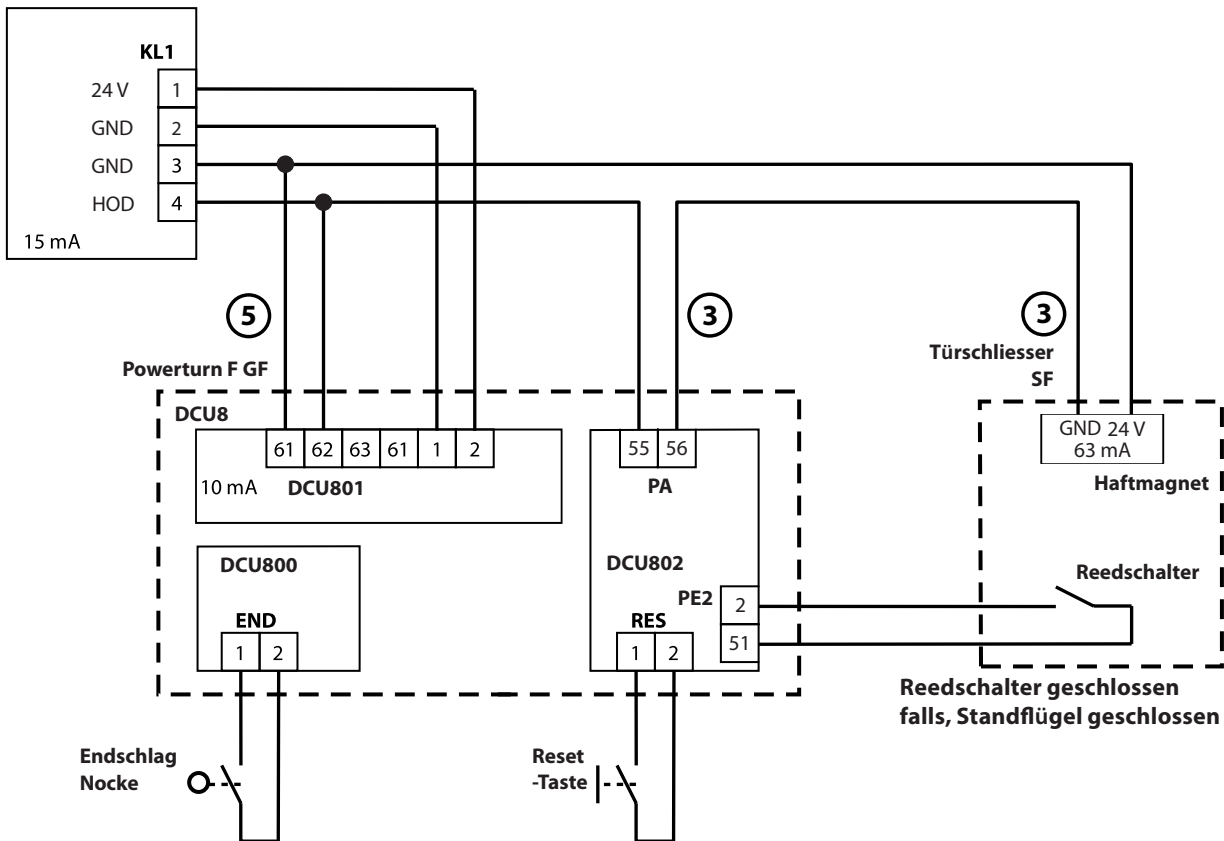 KL1
24 V 1
GND 2
GND 3
HOD 4
15 mA
5
3
3
Türschliesser
SF
Powerturn F GF
DCU8
61 62 63 61 1 2
10 mA DCU801
55 56
PA
GND 24 V
63 mA
Haftmagnet
DCU800
END
1 2
DCU802
PE2 2
51
RES
1 2
Reedschalter
Reedschalter geschlossen
falls, Standflügel geschlossen
Endschlag
Nocke
Reset
-Taste